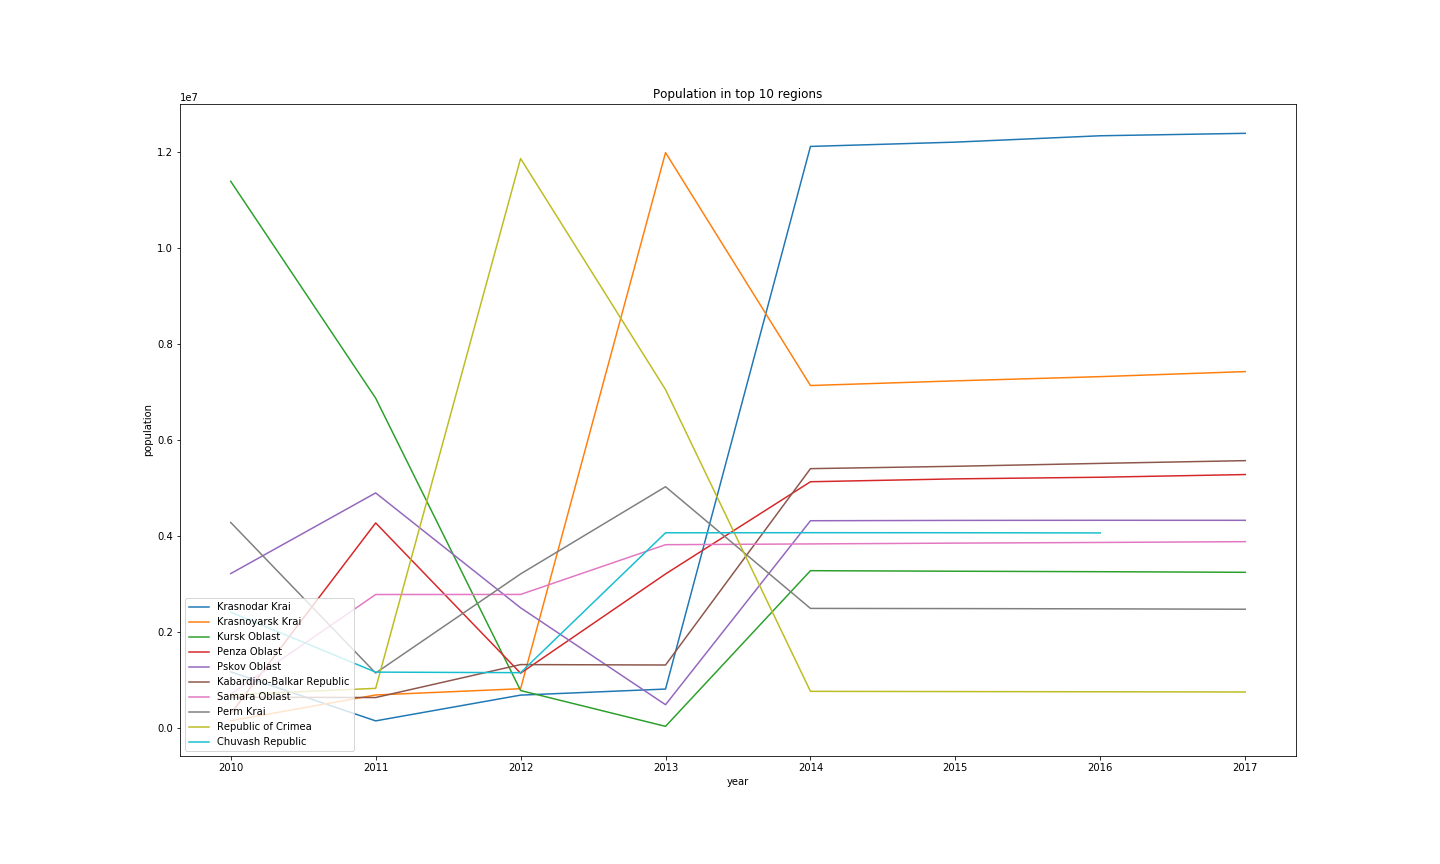 Population in top 10 regions
1e7
1.2
1.0
0.8
0.6
0.4
0.2
0.0
population
Krasnodar Krai
Krasnoyarsk Krai
Kursk Oblast
Penza Oblast
Pskov Oblast
Kabardino-Balkar Republic
Samara Oblast
Perm Krai
Republic of Crimea
Chuvash Republic
2010 2011 2012 2013 2014 2015 2016 2017
year